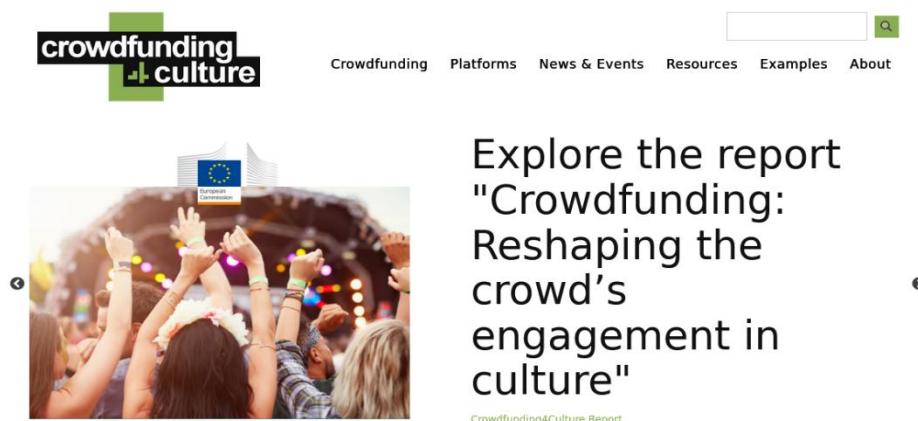 crowdfunding
4 culture
Crowdfunding Platforms News & Events Resources Examples About
European
Commission
Explore the report
"Crowdfunding:
Reshaping the
crowd’s
engagement in
culture"
Crowdfunding4Culture Report